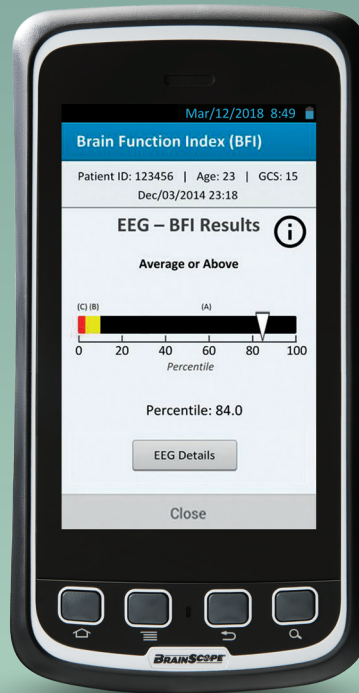 Mar/12/2018 8:49
Brain Function Index (BFI)
Patient ID: 123456 | Age: 23 | GCS: 15
Dec/03/2014 23:18
EEG – BFI Results
Average or Above
(C) (B) (A)
0 20 40 60 80 100
Percentile
Percentile: 84.0
EEG Details
Close
BRAINSCOPE